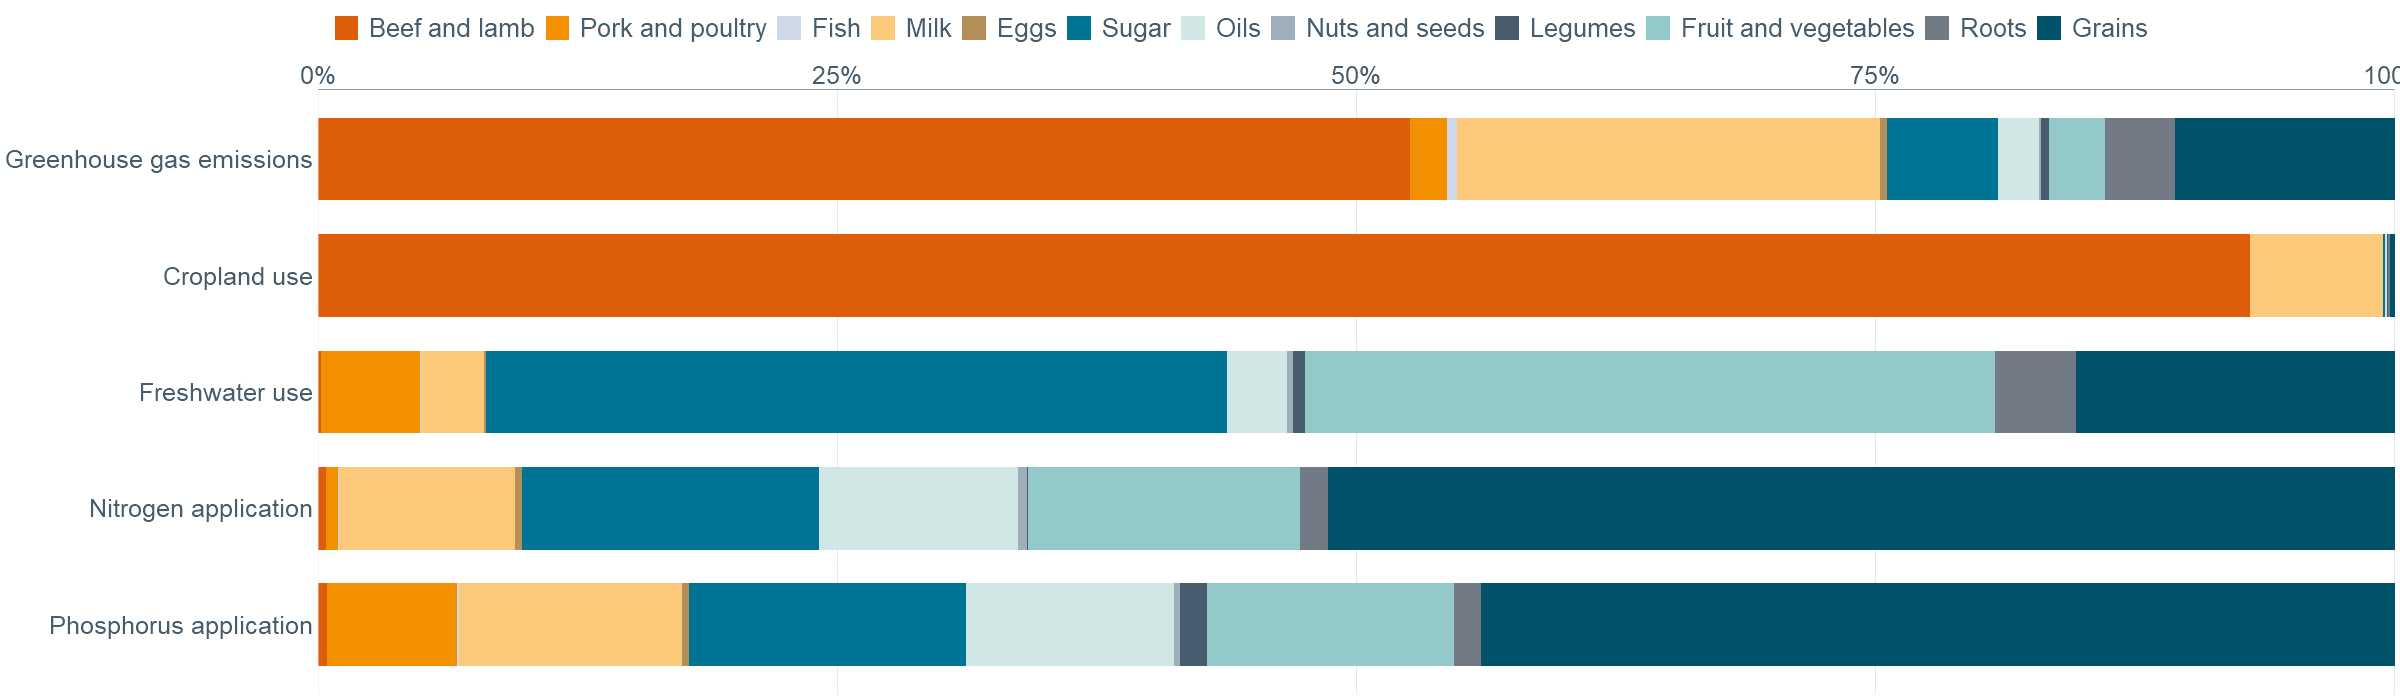 Beef and lamb Pork and poultry Fish Milk Eggs Sugar Oils Nuts and seeds Legumes Fruit and vegetables Roots Grains
0% 25% 50% 75% 100
Greenhouse gas emissions
Cropland use
Freshwater use
Nitrogen application
Phosphorus application